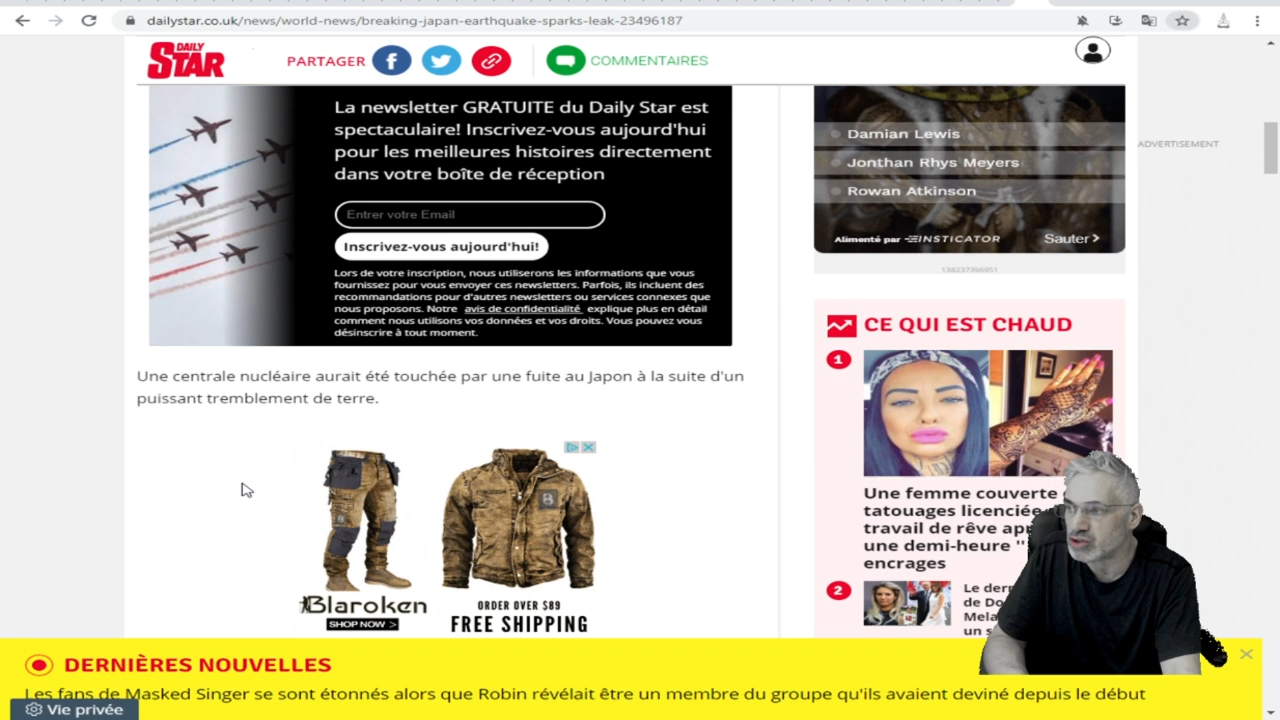 dailystar.co.uk/news/world-news/breaking-japan-earthquake-sparks-leak-23496187
DAILY
STAR
PARTAGER
COMMENTAIRES
La newsletter GRATUITE du Daily Star est
spectaculaire! Inscrivez-vous aujourd'hui
pour les meilleures histoires directement
dans votre boîte de réception
Entrer votre Email
Inscrivez-vous aujourd'hui!
Lors de votre inscription, nous utiliserons les informations que vous
fournissez pour vous envoyer ces newsletters. Parfois, ils incluent des
recommandations pour d'autres newsletters ou services connexes que
nous proposons. Notre avis de confidentialité explique plus en détail
comment nous utilisons vos données et vos droits. Vous pouvez vous
désinscrire à tout moment.
Une centrale nucléaire aurait été touchée par une fuite au Japon à la suite d'un
puissant tremblement de terre.
Blaroken
SHOP NOW >
ORDER OVER $89
FREE SHIPPING
Damian Lewis
Jonthan Rhys Meyers
Rowan Atkinson
Alimenté par INSTICATOR
Sauter
138237396951
ADVERTISEMENT
CE QUI EST CHAUD
1
Une femme couverte
tatouages licenciée
travail de rêve
une demi-heure "
encrages
2
Le
de
un
DERNIÈRES NOUVELLES
Les fans de Masked Singer se sont étonnés alors que Robin révélait être un membre du groupe qu'ils avaient deviné depuis le début
Vie privée